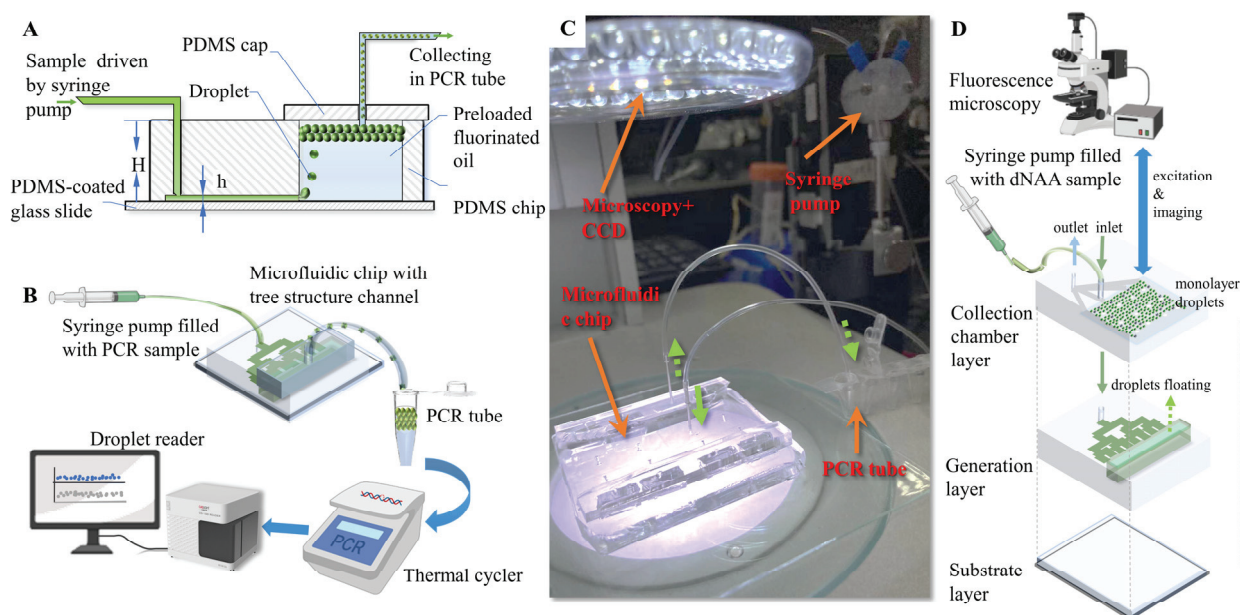 A
PDMS cap
Collecting
in PCR tube
Sample driven
by syringe
pump
Droplet
Preloaded
fluorinated
oil
H
h
PDMS-coated
glass slide
PDMS chip
B
Microfluidic chip with
tree structure channel
Syringe pump filled
with PCR sample
PCR tube
Droplet reader
PCR
Thermal cycler
C
Microscopy+
CCD
Syringe
pump
Microfluidi
c chip
PCR tube
D
Fluorescence
microscopy
Syringe pump filled
with dNAA sample
excitation
&
imaging
outlet inlet
monolayer
droplets
Collection
chamber
layer
droplets floating
Generation
layer
Substrate
layer